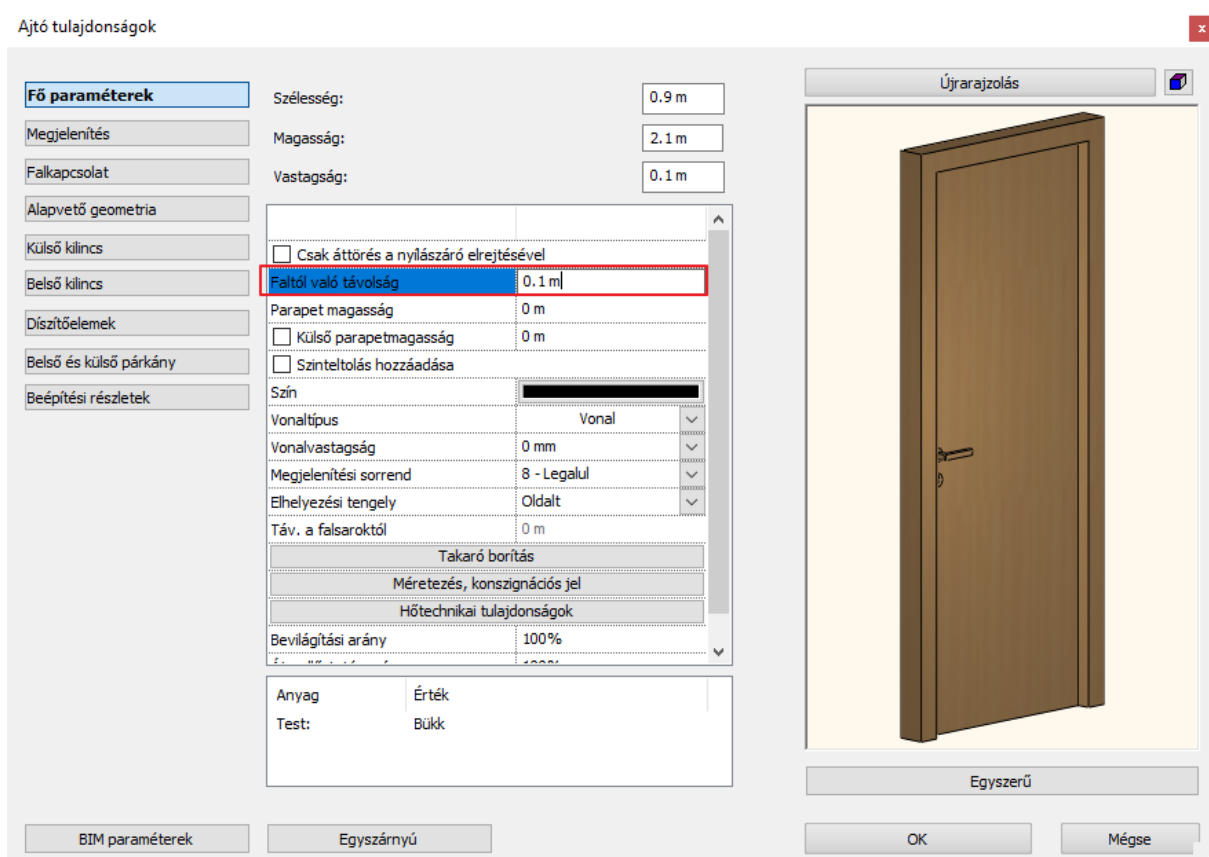 Ajtó tulajdonságok
x
Fő paraméterek
Megjelenítés
Falkapcsolat
Alapvető geometria
Külső kilincs
Belső kilincs
Díszítőelemek
Belső és külső párkány
Beépítési részletek
Szélesség: 0.9 m
Magasság: 2.1 m
Vastagság: 0.1 m
Csak áttörés a nyílászáró elrejtésével
Faltól való távolság 0.1 m
Parapet magasság 0 m
Külső parapetmagasság 0 m
Szinteltolás hozzáadása
Szín
Vonaltípus Vonal
Vonalvastagság 0 mm
Megjelenítési sorrend 8 - Legalul
Elhelyezési tengely Oldalt
Táv. a falsaroktól 0 m
Takaró borítás
Méretezés, konszignációs jel
Hőtechnikai tulajdonságok
Bevilágítási arány 100%
Anyag Érték
Test: Bükk
Újrarajzolás
Egyszerű
BIM paraméterek
Egyszárnyú
OK
Mégse